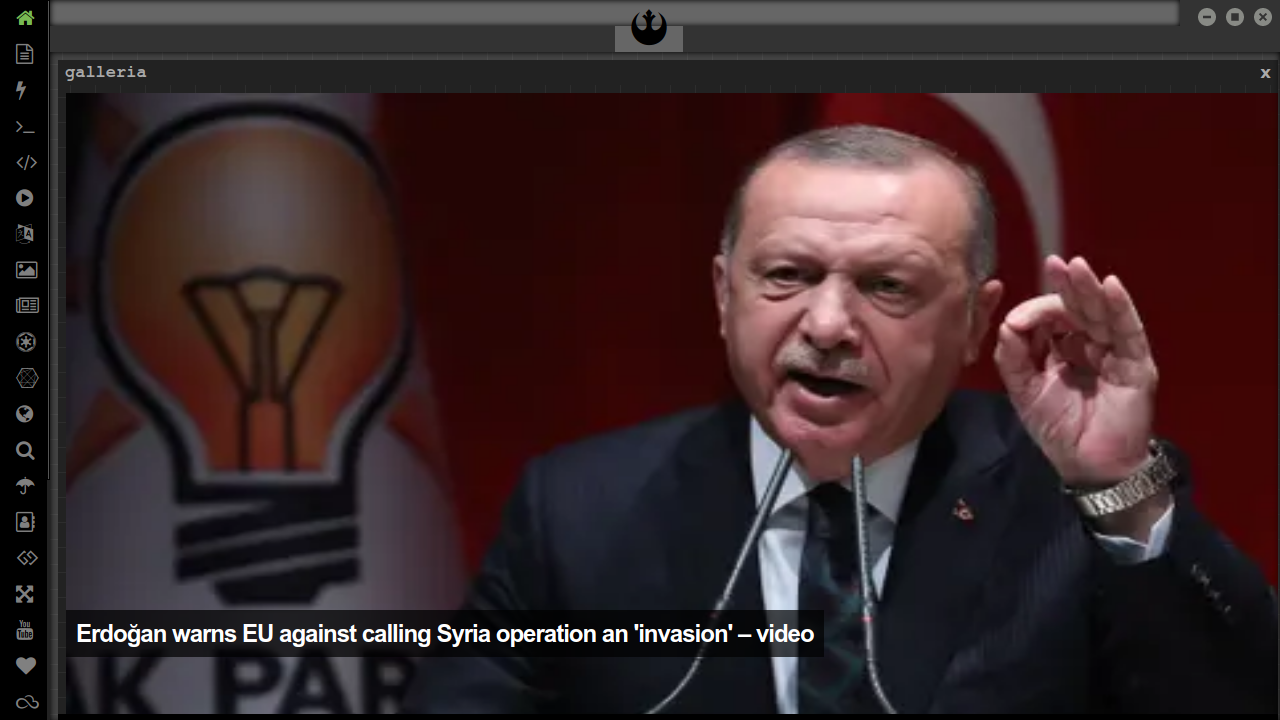 galleria
x
Erdoğan warns EU against calling Syria operation an 'invasion' – video
AK PAR
You
Tube